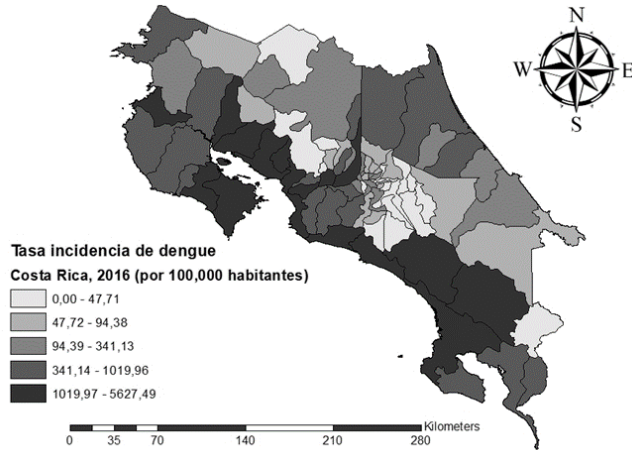 N
W E
S
Tasa incidencia de dengue
Costa Rica, 2016 (por 100,000 habitantes)
0,00 - 47,71
47,72 - 94,38
94,39 - 341,13
341,14 - 1019,96
1019,97 - 5627,49
Kilometers
0 35 70 140 210 280